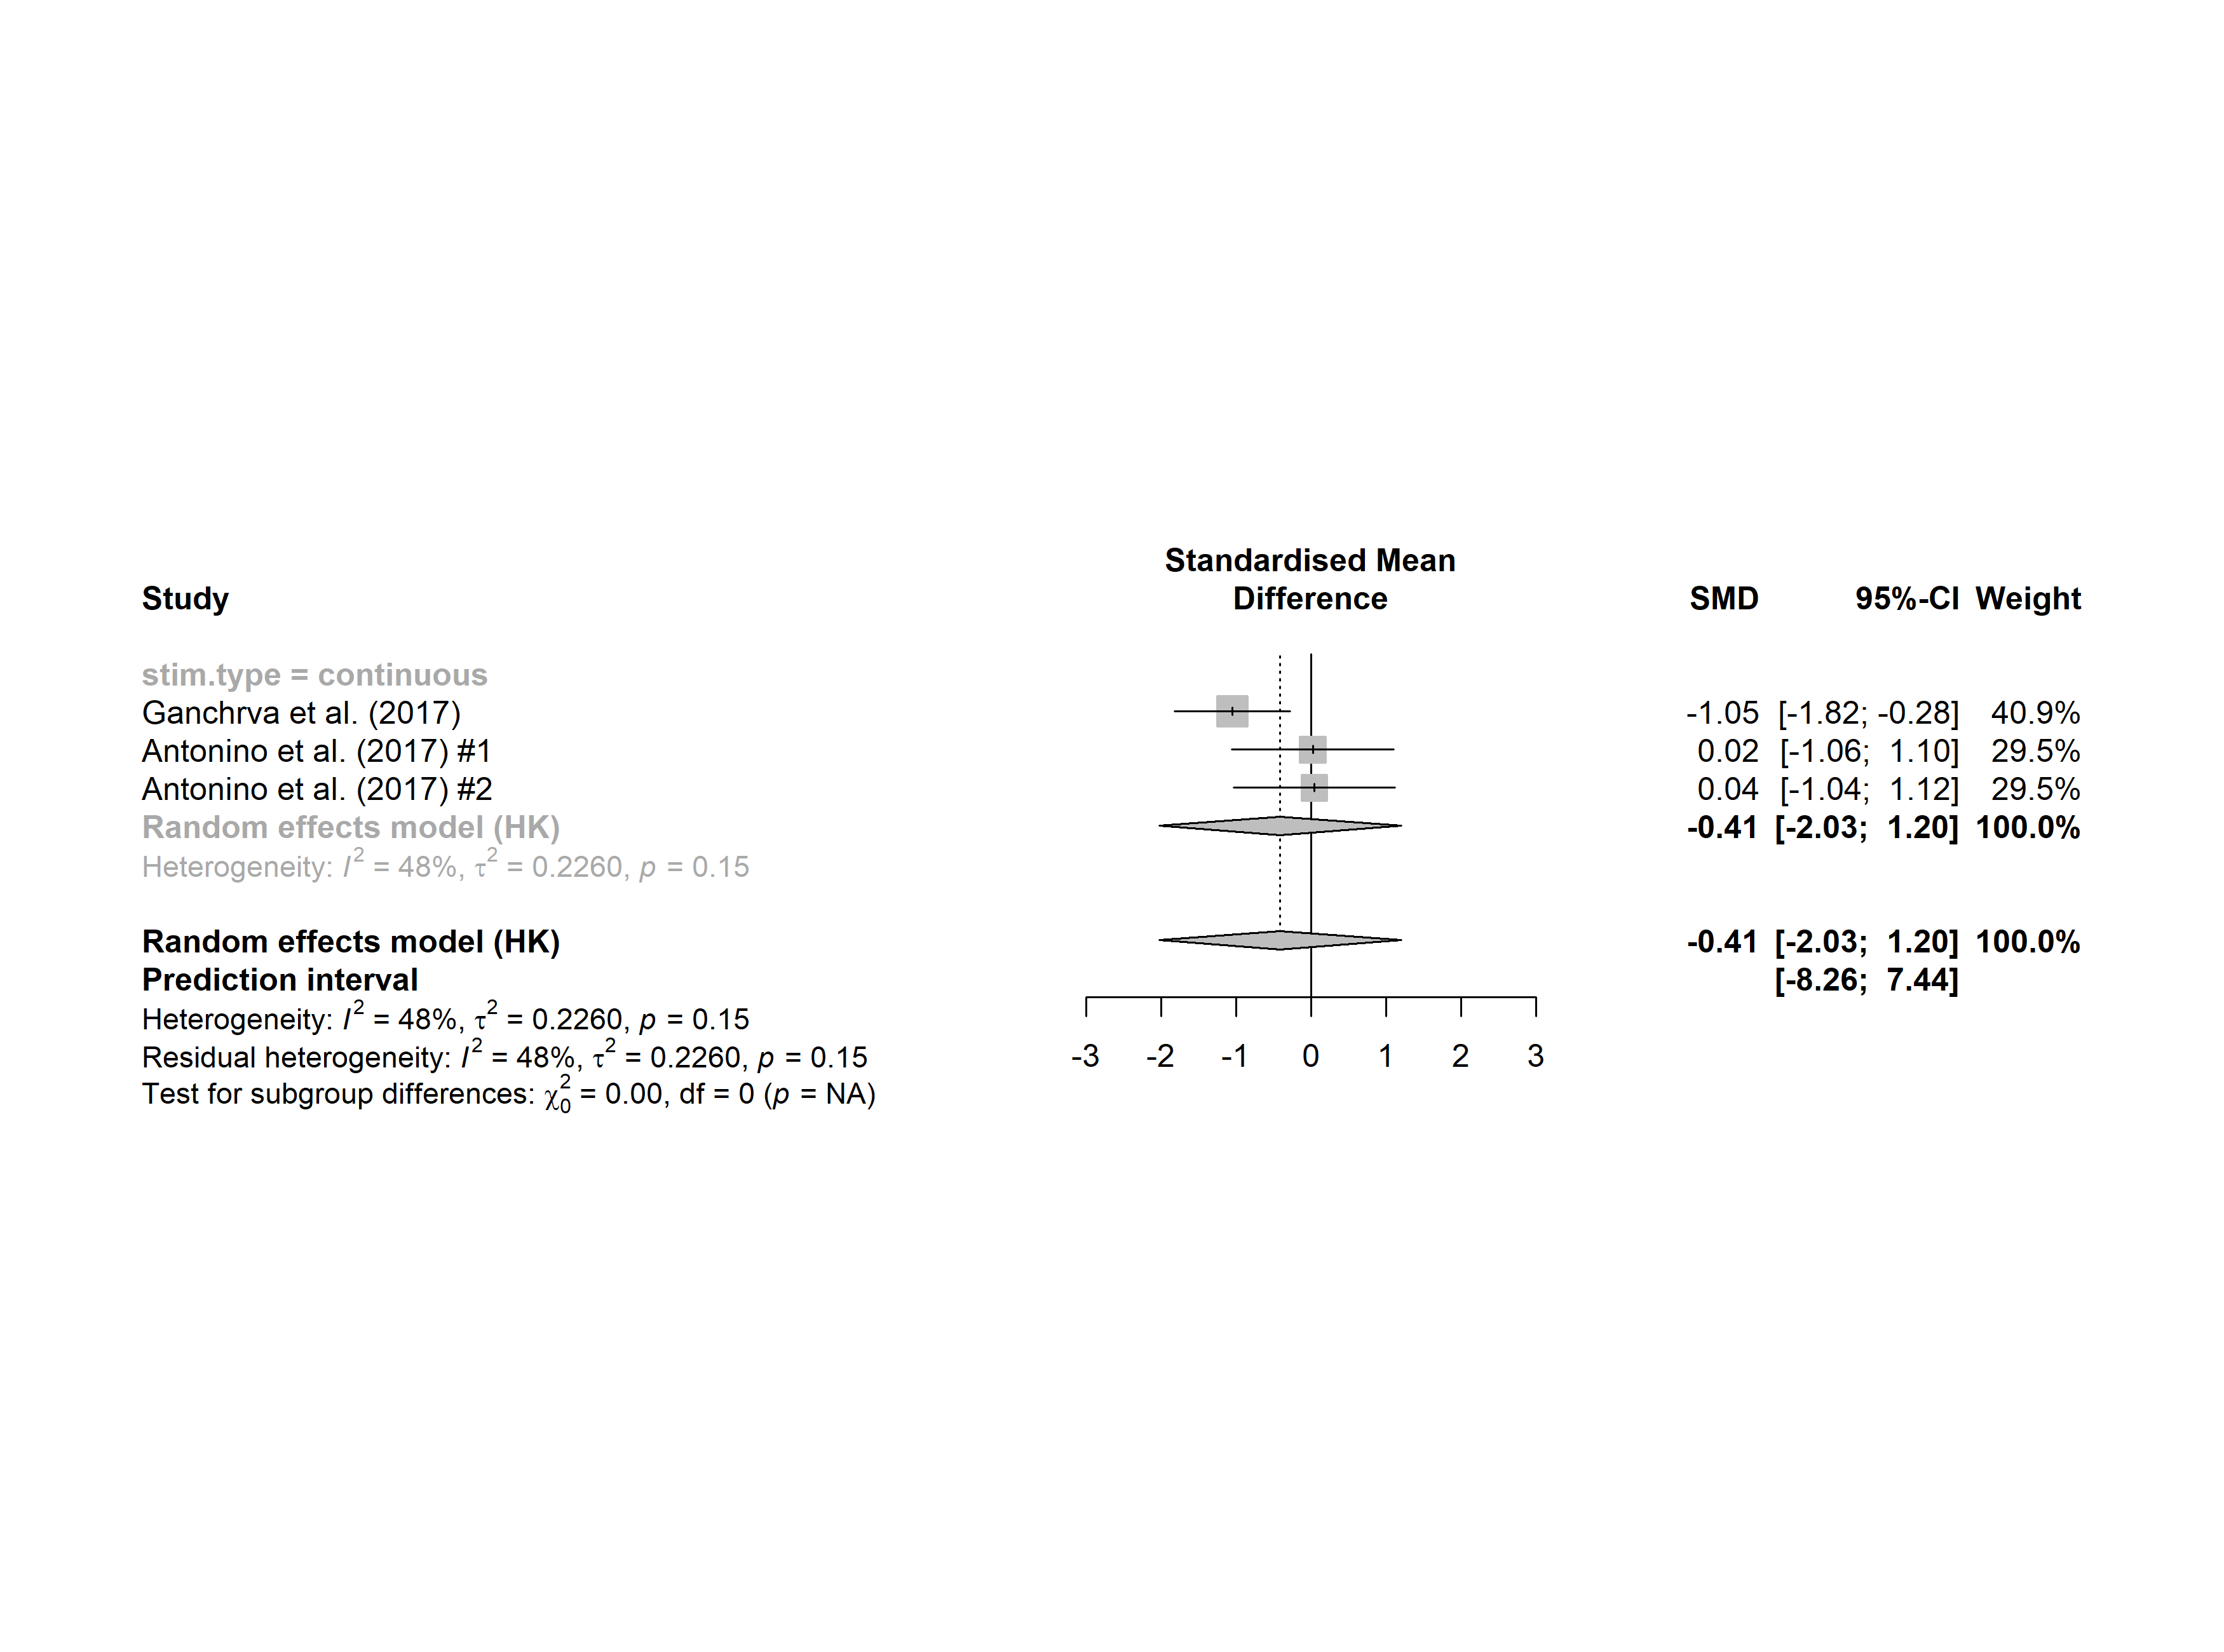 Standardised Mean
Study Difference SMD 95%-CI Weight
stim.type = continuous
Ganchrva et al. (2017) -1.05 [-1.82; -0.28] 40.9%
Antonino et al. (2017) #1 0.02 [-1.06; 1.10] 29.5%
Antonino et al. (2017) #2 0.04 [-1.04; 1.12] 29.5%
Random effects model (HK) -0.41 [-2.03; 1.20] 100.0%
Heterogeneity: I² = 48%, τ² = 0.2260, p = 0.15
Random effects model (HK) -0.41 [-2.03; 1.20] 100.0%
Prediction interval [-8.26; 7.44]
Heterogeneity: I² = 48%, τ² = 0.2260, p = 0.15
Residual heterogeneity: I² = 48%, τ² = 0.2260, p = 0.15
-3 -2 -1 0 1 2 3
Test for subgroup differences: χ₀² = 0.00, df = 0 (p = NA)